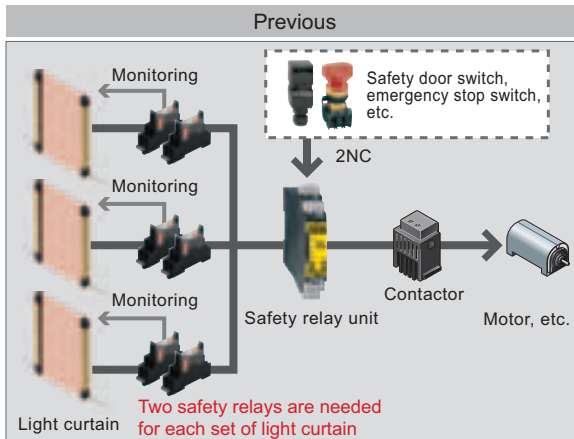 Previous
Monitoring
Safety door switch,
emergency stop switch,
etc.
2NC
Monitoring
Contactor
Monitoring
Safety relay unit
Motor, etc.
Light curtain
Two safety relays are needed
for each set of light curtain